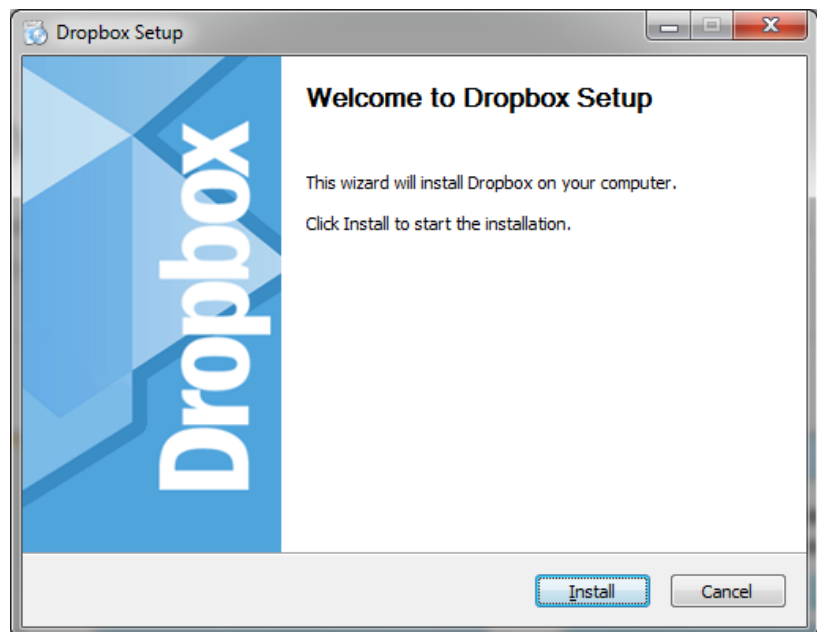 Dropbox Setup
Dropbox
Welcome to Dropbox Setup
This wizard will install Dropbox on your computer.
Click Install to start the installation.
Install
Cancel